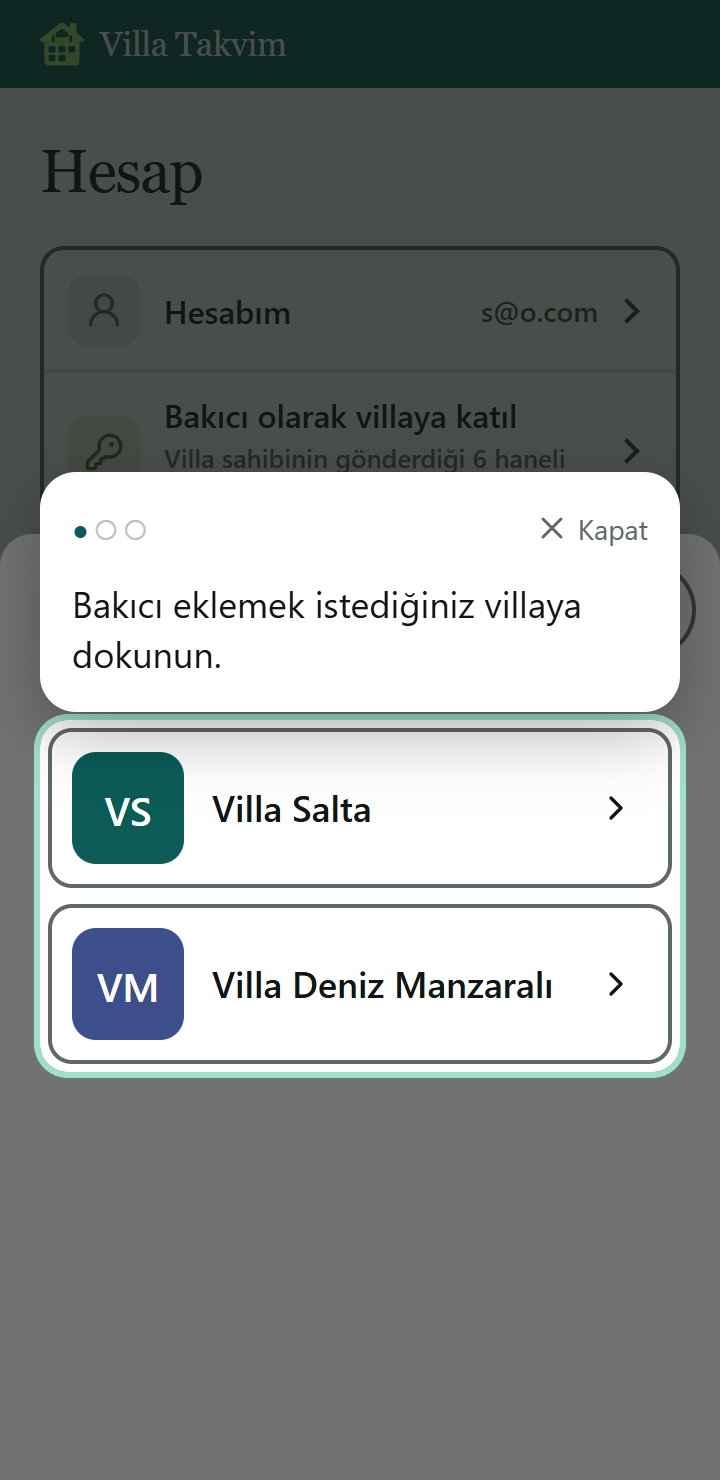 Villa Takvim
Hesap
Hesabım s@o.com
Bakıcı olarak villaya katıl
Villa sahibinin gönderdiği 6 haneli
Kapat
Bakıcı eklemek istediğiniz villaya
dokunun.
VS Villa Salta
VM Villa Deniz Manzaralı